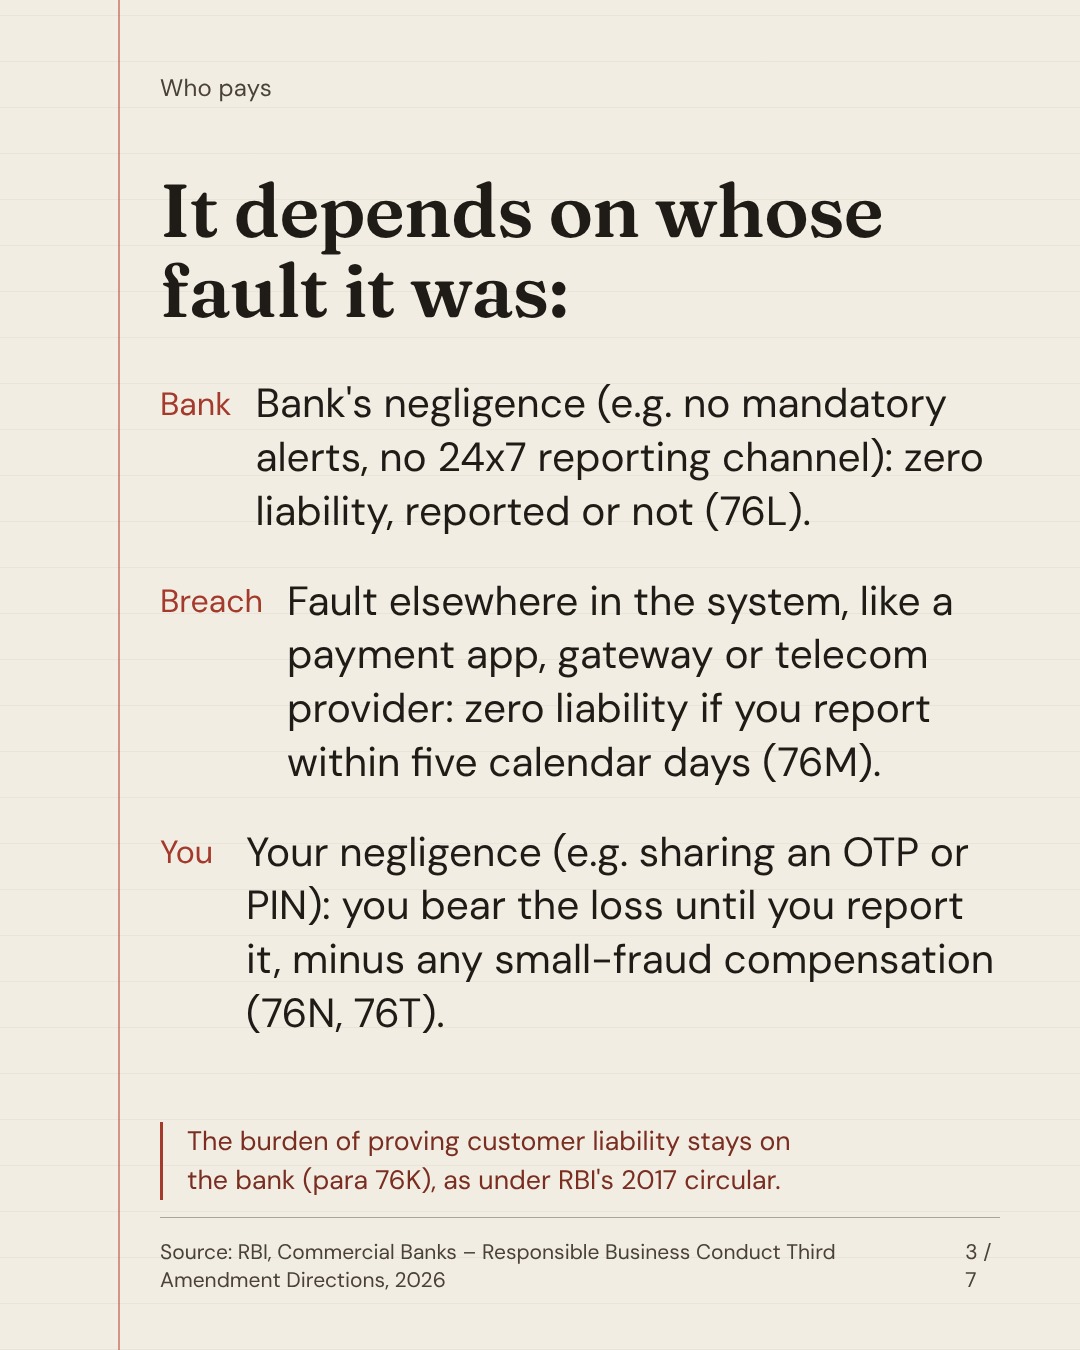 Who pays
It depends on whose
fault it was:
Bank Bank's negligence (e.g. no mandatory
alerts, no 24x7 reporting channel): zero
liability, reported or not (76L).
Breach Fault elsewhere in the system, like a
payment app, gateway or telecom
provider: zero liability if you report
within five calendar days (76M).
You Your negligence (e.g. sharing an OTP or
PIN): you bear the loss until you report
it, minus any small-fraud compensation
(76N, 76T).
The burden of proving customer liability stays on
the bank (para 76K), as under RBI's 2017 circular.
Source: RBI, Commercial Banks – Responsible Business Conduct Third
Amendment Directions, 2026
3 /
7